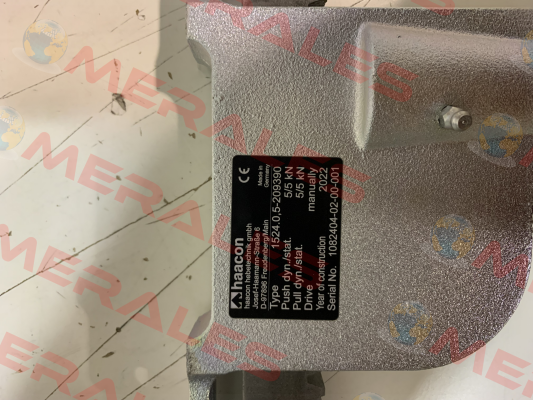 haacon
haacon hebetechnik gmbh
Josef-Haamann-Straße 6
D-97896 Freudenberg/Main
CE
Made in
Germany
Type 1524.0,5-209390
Push dyn./stat. 5/5 kN
Pull dyn./stat. 5/5 kN
Drive manually
Year of construction 2022
Serial No. 1082404-02-00-001
MERALES
MERALES
MERALES
MERALES
MERALES